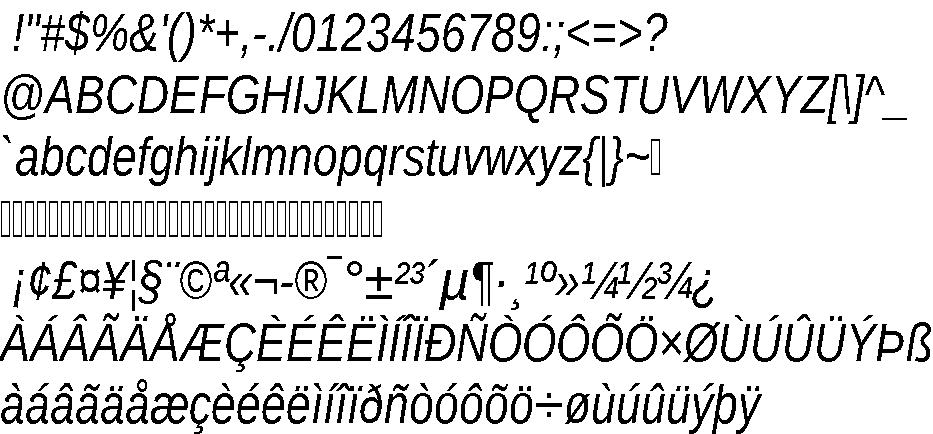 !"#$%&'()*+,-./0123456789:;<=>?
@ABCDEFGHIJKLMNOPQRSTUVWXYZ[\]^_
`abcdefghijklmnopqrstuvwxyz{|}~
¡¢£¤¥¦§¨©ª«¬-®¯°±²³´µ¶·¸¹º»¼½¾¿
ÀÁÂÃÄÅÆÇÈÉÊËÌÍÎÏÐÑÒÓÔÕÖ×ØÙÚÛÜÝÞß
àáâãäåæçèéêëìíîïðñòóôõö÷øùúûüýþÿ